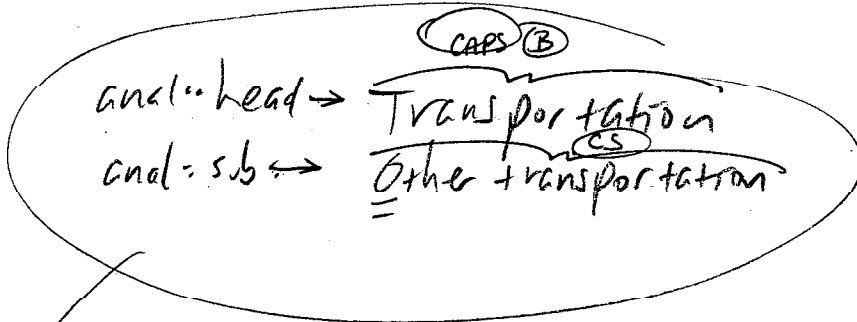 CAPS B
anal. head → Transportation
CS
anal. sub. → Other transportation